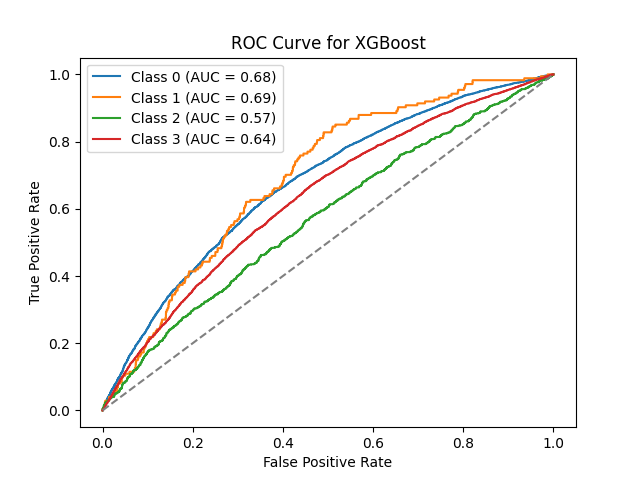 ROC Curve for XGBoost
Class 0 (AUC = 0.68)
Class 1 (AUC = 0.69)
Class 2 (AUC = 0.57)
Class 3 (AUC = 0.64)
True Positive Rate
1.0
0.8
0.6
0.4
0.2
0.0
0.0 0.2 0.4 0.6 0.8 1.0
False Positive Rate